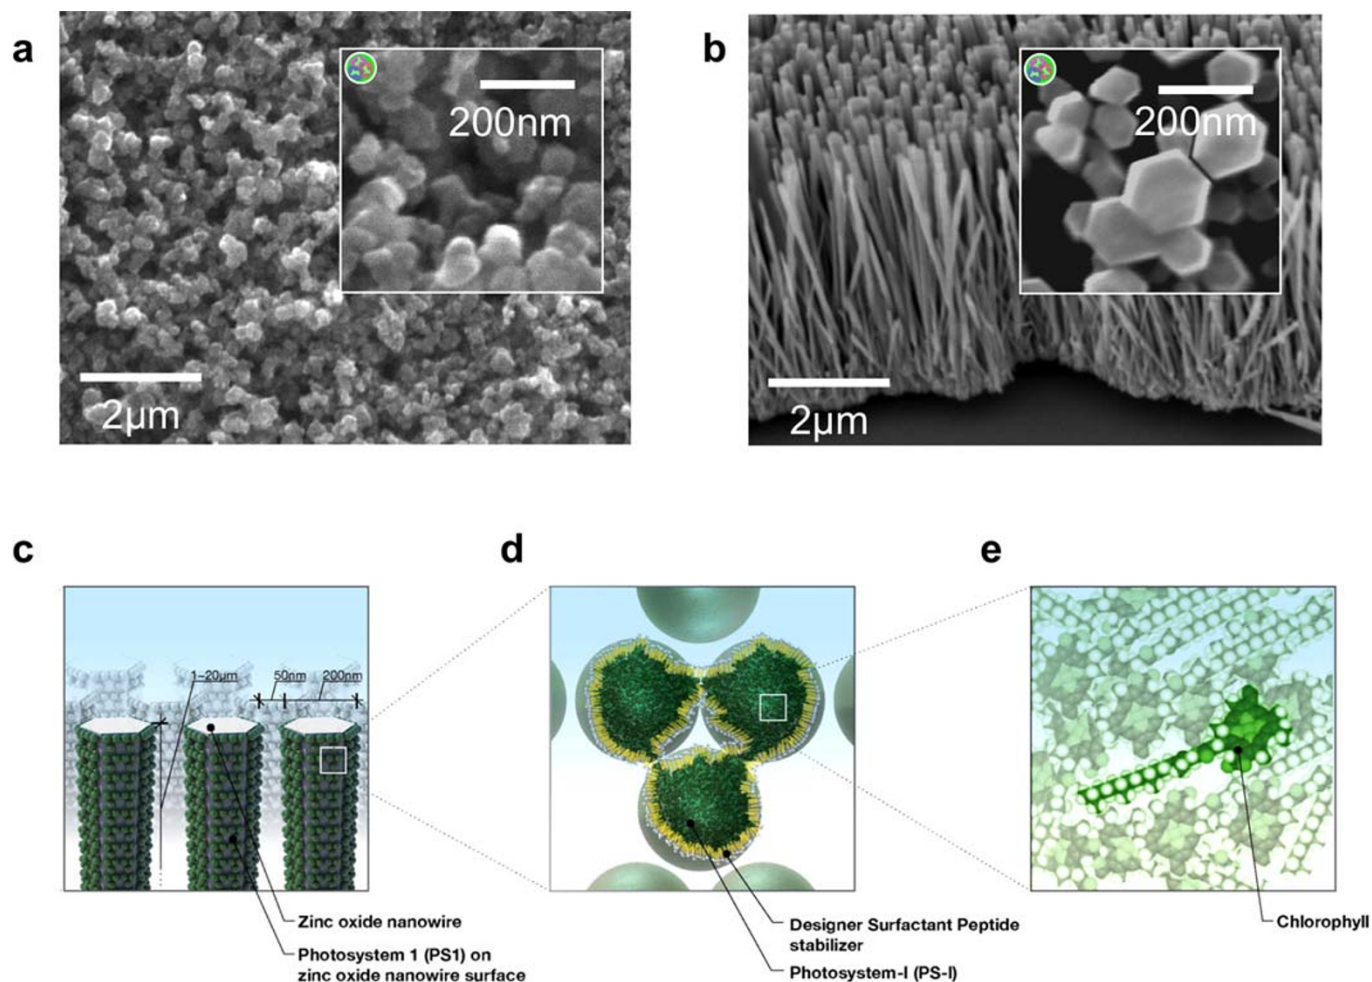 a
200nm
2μm
b
200nm
2μm
c
1–20μm
50nm
200nm
Zinc oxide nanowire
Photosystem 1 (PS1) on
zinc oxide nanowire surface
d
Designer Surfactant Peptide
stabilizer
Photosystem-I (PS-I)
e
Chlorophyll